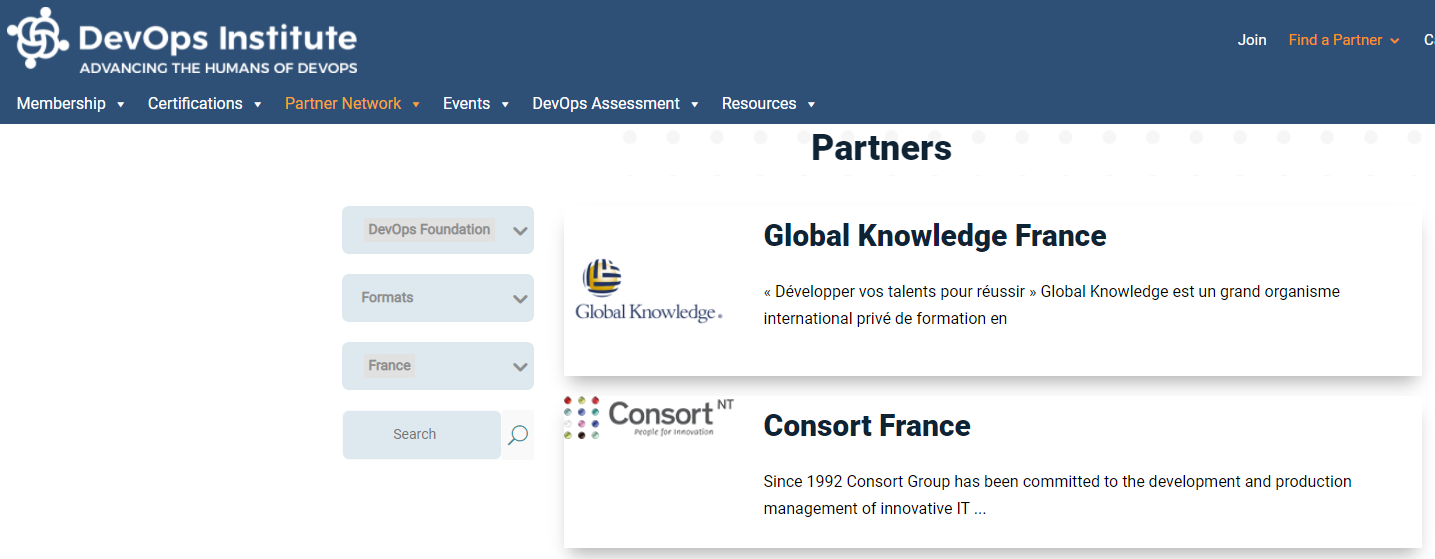 DevOps Institute
ADVANCING THE HUMANS OF DEVOPS
Join Find a Partner
Membership Certifications Partner Network Events DevOps Assessment Resources
Partners
DevOps Foundation
Formats
France
Search
Global Knowledge®
Global Knowledge France
« Développer vos talents pour réussir » Global Knowledge est un grand organisme
international privé de formation en
Consort NT
People for Innovation
Consort France
Since 1992 Consort Group has been committed to the development and production
management of innovative IT ...